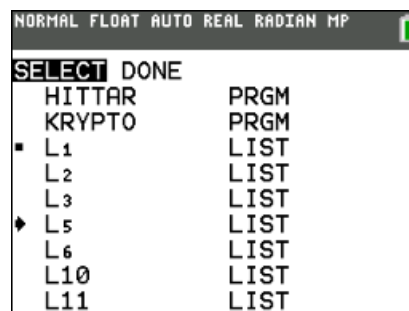 NORMAL FLOAT AUTO REAL RADIAN MP
SELECT DONE
HITTAR PRGM
KRYPTO PRGM
L₁ LIST
L₂ LIST
L₃ LIST
L₅ LIST
L₆ LIST
L10 LIST
L11 LIST